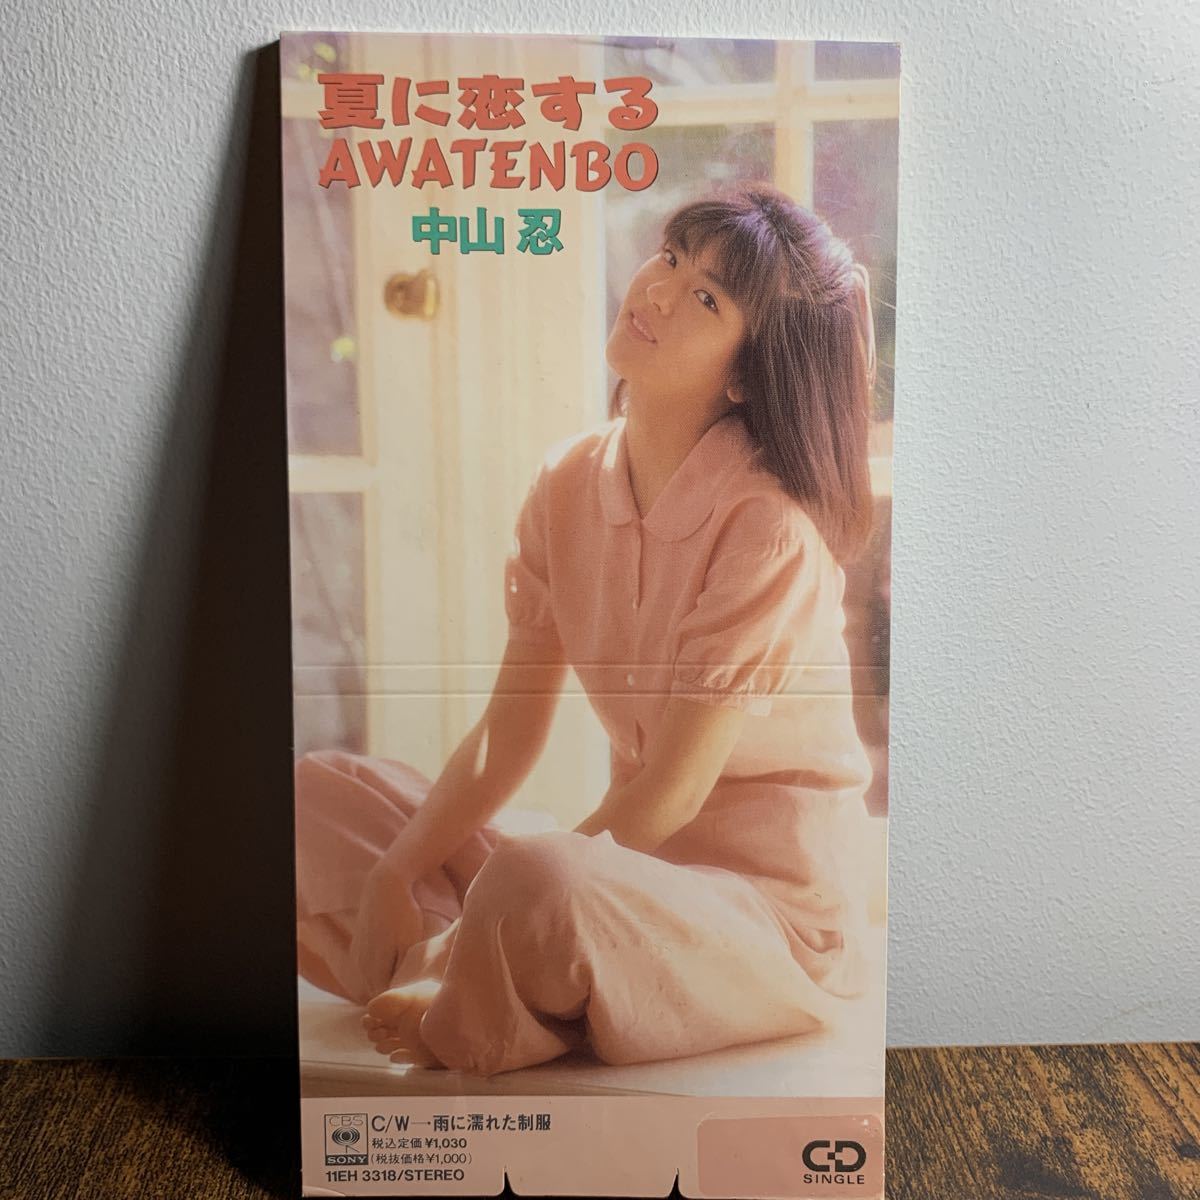 夏に恋する
AWATENBO
中山 忍
CBS
SONY
C/W—雨に濡れた制服
税込定価¥1,030
(税抜価格¥1,000)
11EH 3318/STEREO
CD
SINGLE